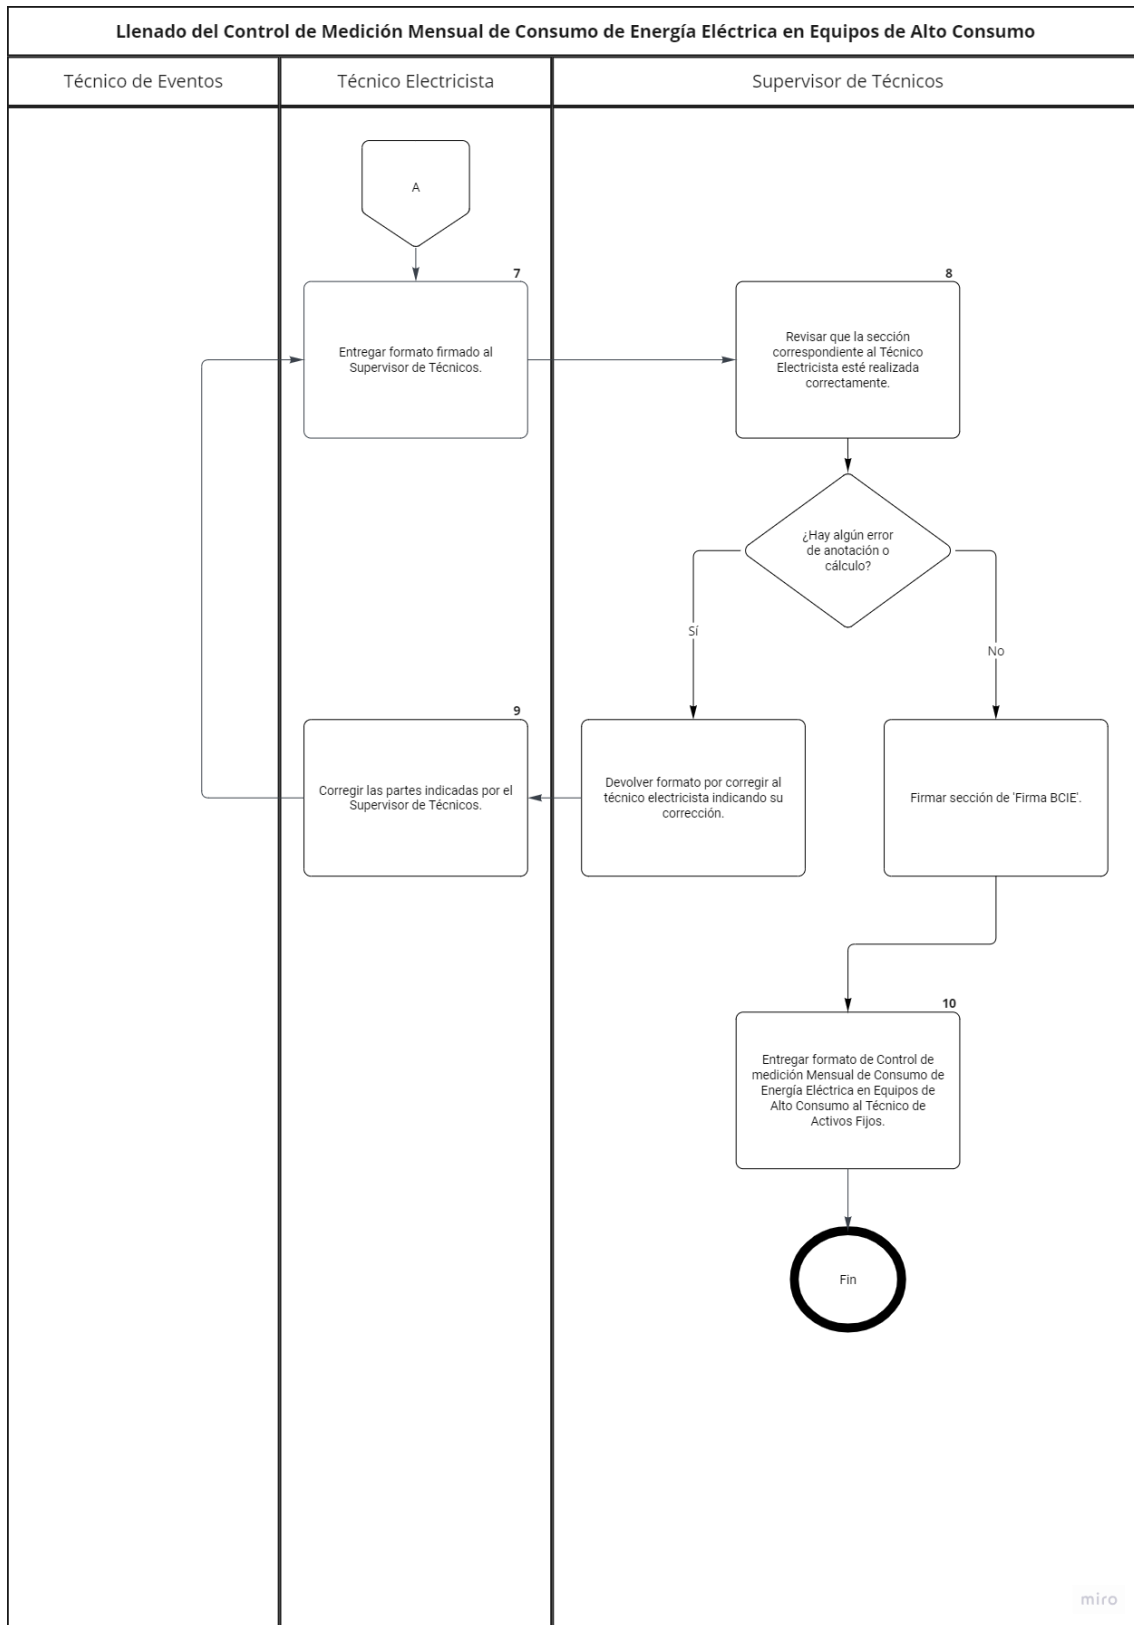 Llenado del Control de Medición Mensual de Consumo de Energía Eléctrica en Equipos de Alto Consumo
Técnico de Eventos
Técnico Electricista
Supervisor de Técnicos
A
7
Entregar formato firmado al
Supervisor de Técnicos.
8
Revisar que la sección
correspondiente al Técnico
Electricista esté realizada
correctamente.
¿Hay algún error
de anotación o
cálculo?
Sí
No
9
Corregir las partes indicadas por el
Supervisor de Técnicos.
Devolver formato por corregir al
técnico electricista indicando su
corrección.
Firmar sección de 'Firma BCIE'.
10
Entregar formato de Control de
medición Mensual de Consumo de
Energía Eléctrica en Equipos de
Alto Consumo al Técnico de
Activos Fijos.
Fin
miro